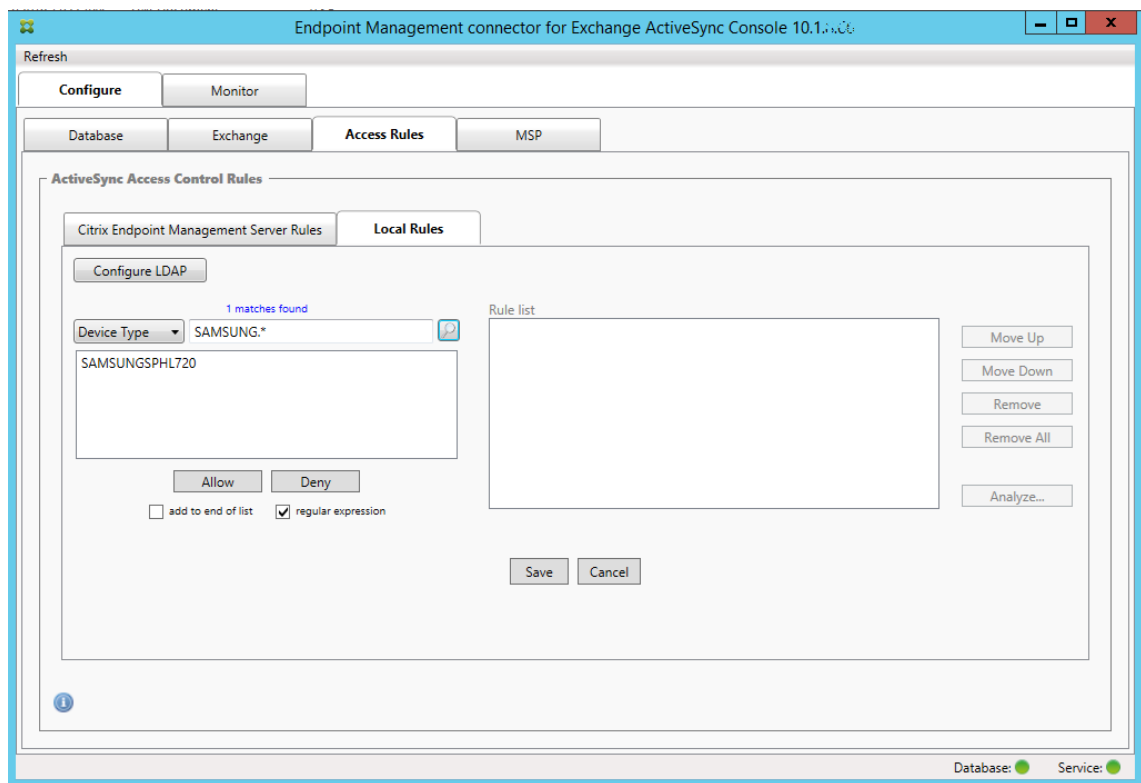 Endpoint Management connector for Exchange ActiveSync Console
Refresh
Configure Monitor
Database Exchange Access Rules MSP
ActiveSync Access Control Rules
Citrix Endpoint Management Server Rules Local Rules
Configure LDAP
1 matches found
Rule list
Device Type SAMSUNG.*
SAMSUNGSPHL720
Move Up
Move Down
Remove
Remove All
Allow Deny
Analyze...
add to end of list regular expression
Save Cancel
Database: Service: